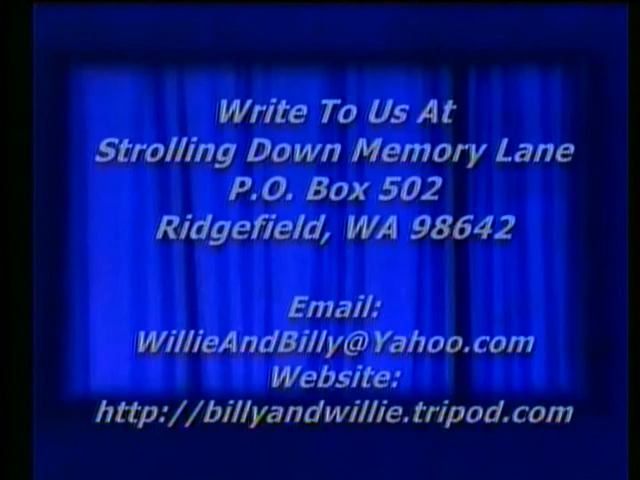 Write To Us At
Strolling Down Memory Lane
P.O. Box 502
Ridgefield, WA 98642
Email:
WillieAndBilly@Yahoo.com
Website:
http://billyandwillie.tripod.com